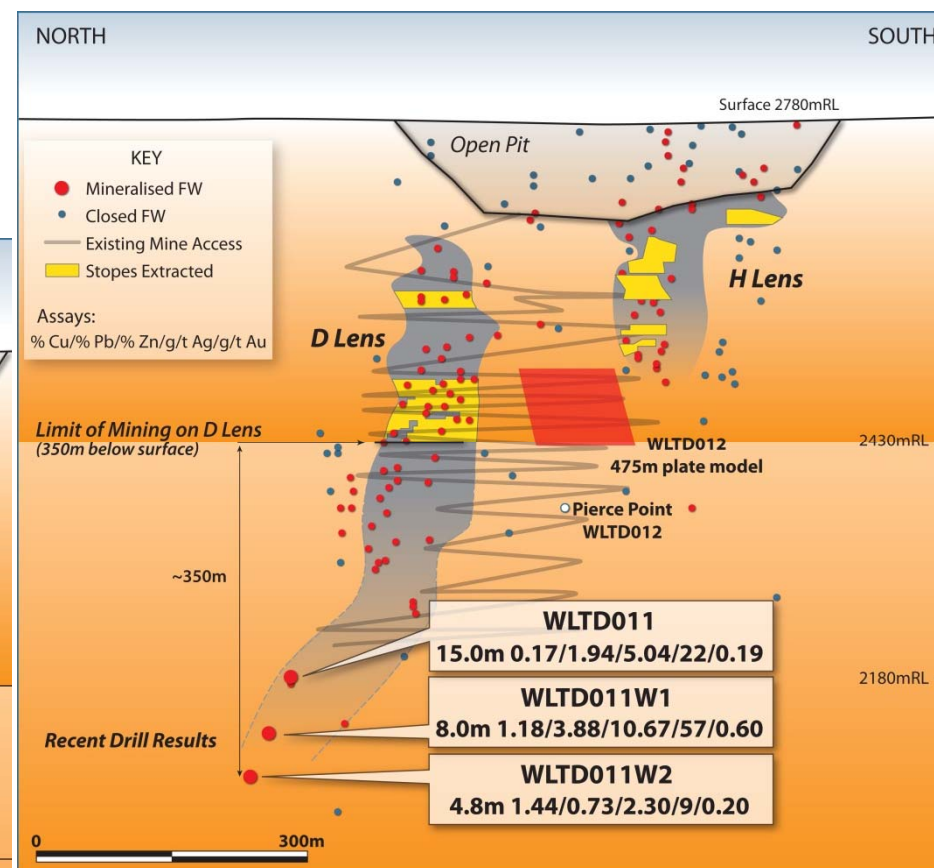 NORTH
SOUTH
Surface 2780mRL
Open Pit
KEY
Mineralised FW
Closed FW
Existing Mine Access
Stopes Extracted
Assays:
% Cu/% Pb/% Zn/g/t Ag/g/t Au
H Lens
D Lens
Limit of Mining on D Lens
(350m below surface)
2430mRL
WLTD012
475m plate model
Pierce Point
WLTD012
~350m
WLTD011
15.0m 0.17/1.94/5.04/22/0.19
2180mRL
WLTD011W1
8.0m 1.18/3.88/10.67/57/0.60
Recent Drill Results
WLTD011W2
4.8m 1.44/0.73/2.30/9/0.20
0
300m